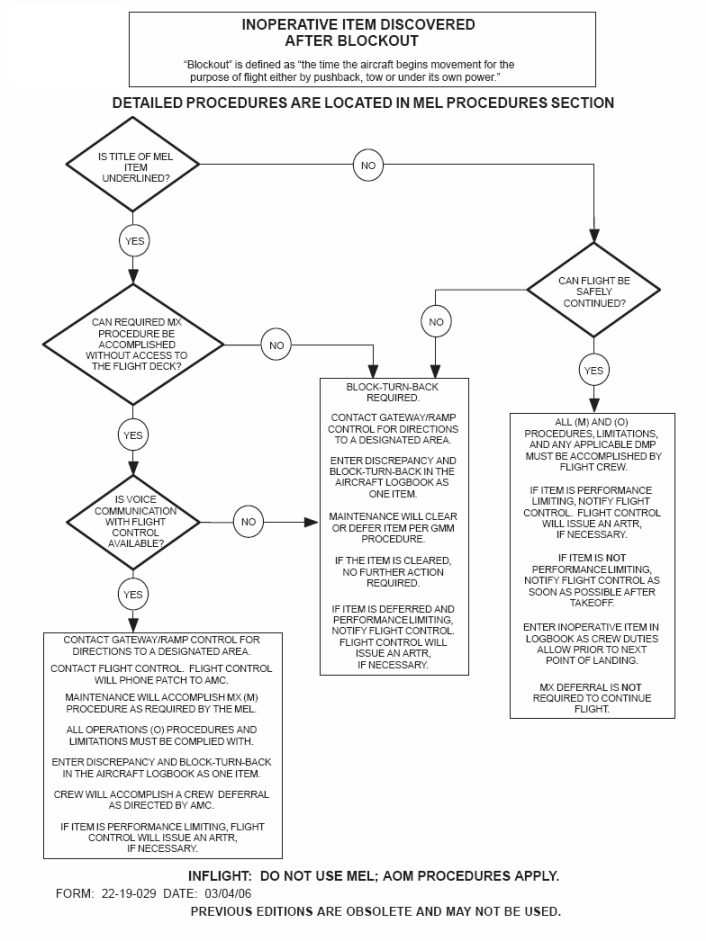 INOPERATIVE ITEM DISCOVERED
AFTER BLOCKOUT
“Blockout” is defined as “the time the aircraft begins movement for the
purpose of flight either by pushback, tow or under its own power.”
DETAILED PROCEDURES ARE LOCATED IN MEL PROCEDURES SECTION
IS TITLE OF MEL
ITEM
UNDERLINED?
NO
YES
CAN FLIGHT BE
SAFELY
CONTINUED?
NO
YES
CAN REQUIRED MX
PROCEDURE BE
ACCOMPLISHED
WITHOUT ACCESS TO
THE FLIGHT DECK?
NO
YES
IS VOICE
COMMUNICATION
WITH FLIGHT
CONTROL
AVAILABLE?
NO
YES
BLOCK-TURN-BACK
REQUIRED.
CONTACT GATEWAY/RAMP
CONTROL FOR DIRECTIONS
TO A DESIGNATED AREA.
ENTER DISCREPANCY AND
BLOCK-TURN-BACK IN THE
AIRCRAFT LOGBOOK AS
ONE ITEM.
MAINTENANCE WILL CLEAR
OR DEFER ITEM PER GMM
PROCEDURE.
IF THE ITEM IS CLEARED,
NO FURTHER ACTION
REQUIRED.
IF ITEM IS DEFERRED AND
PERFORMANCE LIMITING,
NOTIFY FLIGHT CONTROL.
FLIGHT CONTROL WILL
ISSUE AN ARTR,
IF NECESSARY.
ALL (M) AND (O)
PROCEDURES, LIMITATIONS,
AND ANY APPLICABLE DMP
MUST BE ACCOMPLISHED BY
FLIGHT CREW.
IF ITEM IS PERFORMANCE
LIMITING, NOTIFY FLIGHT
CONTROL. FLIGHT CONTROL
WILL ISSUE AN ARTR,
IF NECESSARY.
IF ITEM IS NOT
PERFORMANCE LIMITING,
NOTIFY FLIGHT CONTROL AS
SOON AS POSSIBLE AFTER
TAKEOFF.
ENTER INOPERATIVE ITEM IN
LOGBOOK AS CREW DUTIES
ALLOW PRIOR TO NEXT
POINT OF LANDING.
MX DEFERRAL IS NOT
REQUIRED TO CONTINUE
FLIGHT.
CONTACT GATEWAY/RAMP CONTROL FOR
DIRECTIONS TO A DESIGNATED AREA.
CONTACT FLIGHT CONTROL. FLIGHT CONTROL
WILL PHONE PATCH TO AMC.
MAINTENANCE WILL ACCOMPLISH MX (M)
PROCEDURE AS REQUIRED BY THE MEL.
ALL OPERATIONS (O) PROCEDURES AND
LIMITATIONS MUST BE COMPLIED WITH.
ENTER DISCREPANCY AND BLOCK-TURN-BACK
IN THE AIRCRAFT LOGBOOK AS ONE ITEM.
CREW WILL ACCOMPLISH A CREW DEFERRAL
AS DIRECTED BY AMC.
IF ITEM IS PERFORMANCE LIMITING, FLIGHT
CONTROL WILL ISSUE AN ARTR,
IF NECESSARY.
INFLIGHT: DO NOT USE MEL; AOM PROCEDURES APPLY.
FORM: 22-19-029 DATE: 03/04/06
PREVIOUS EDITIONS ARE OBSOLETE AND MAY NOT BE USED.